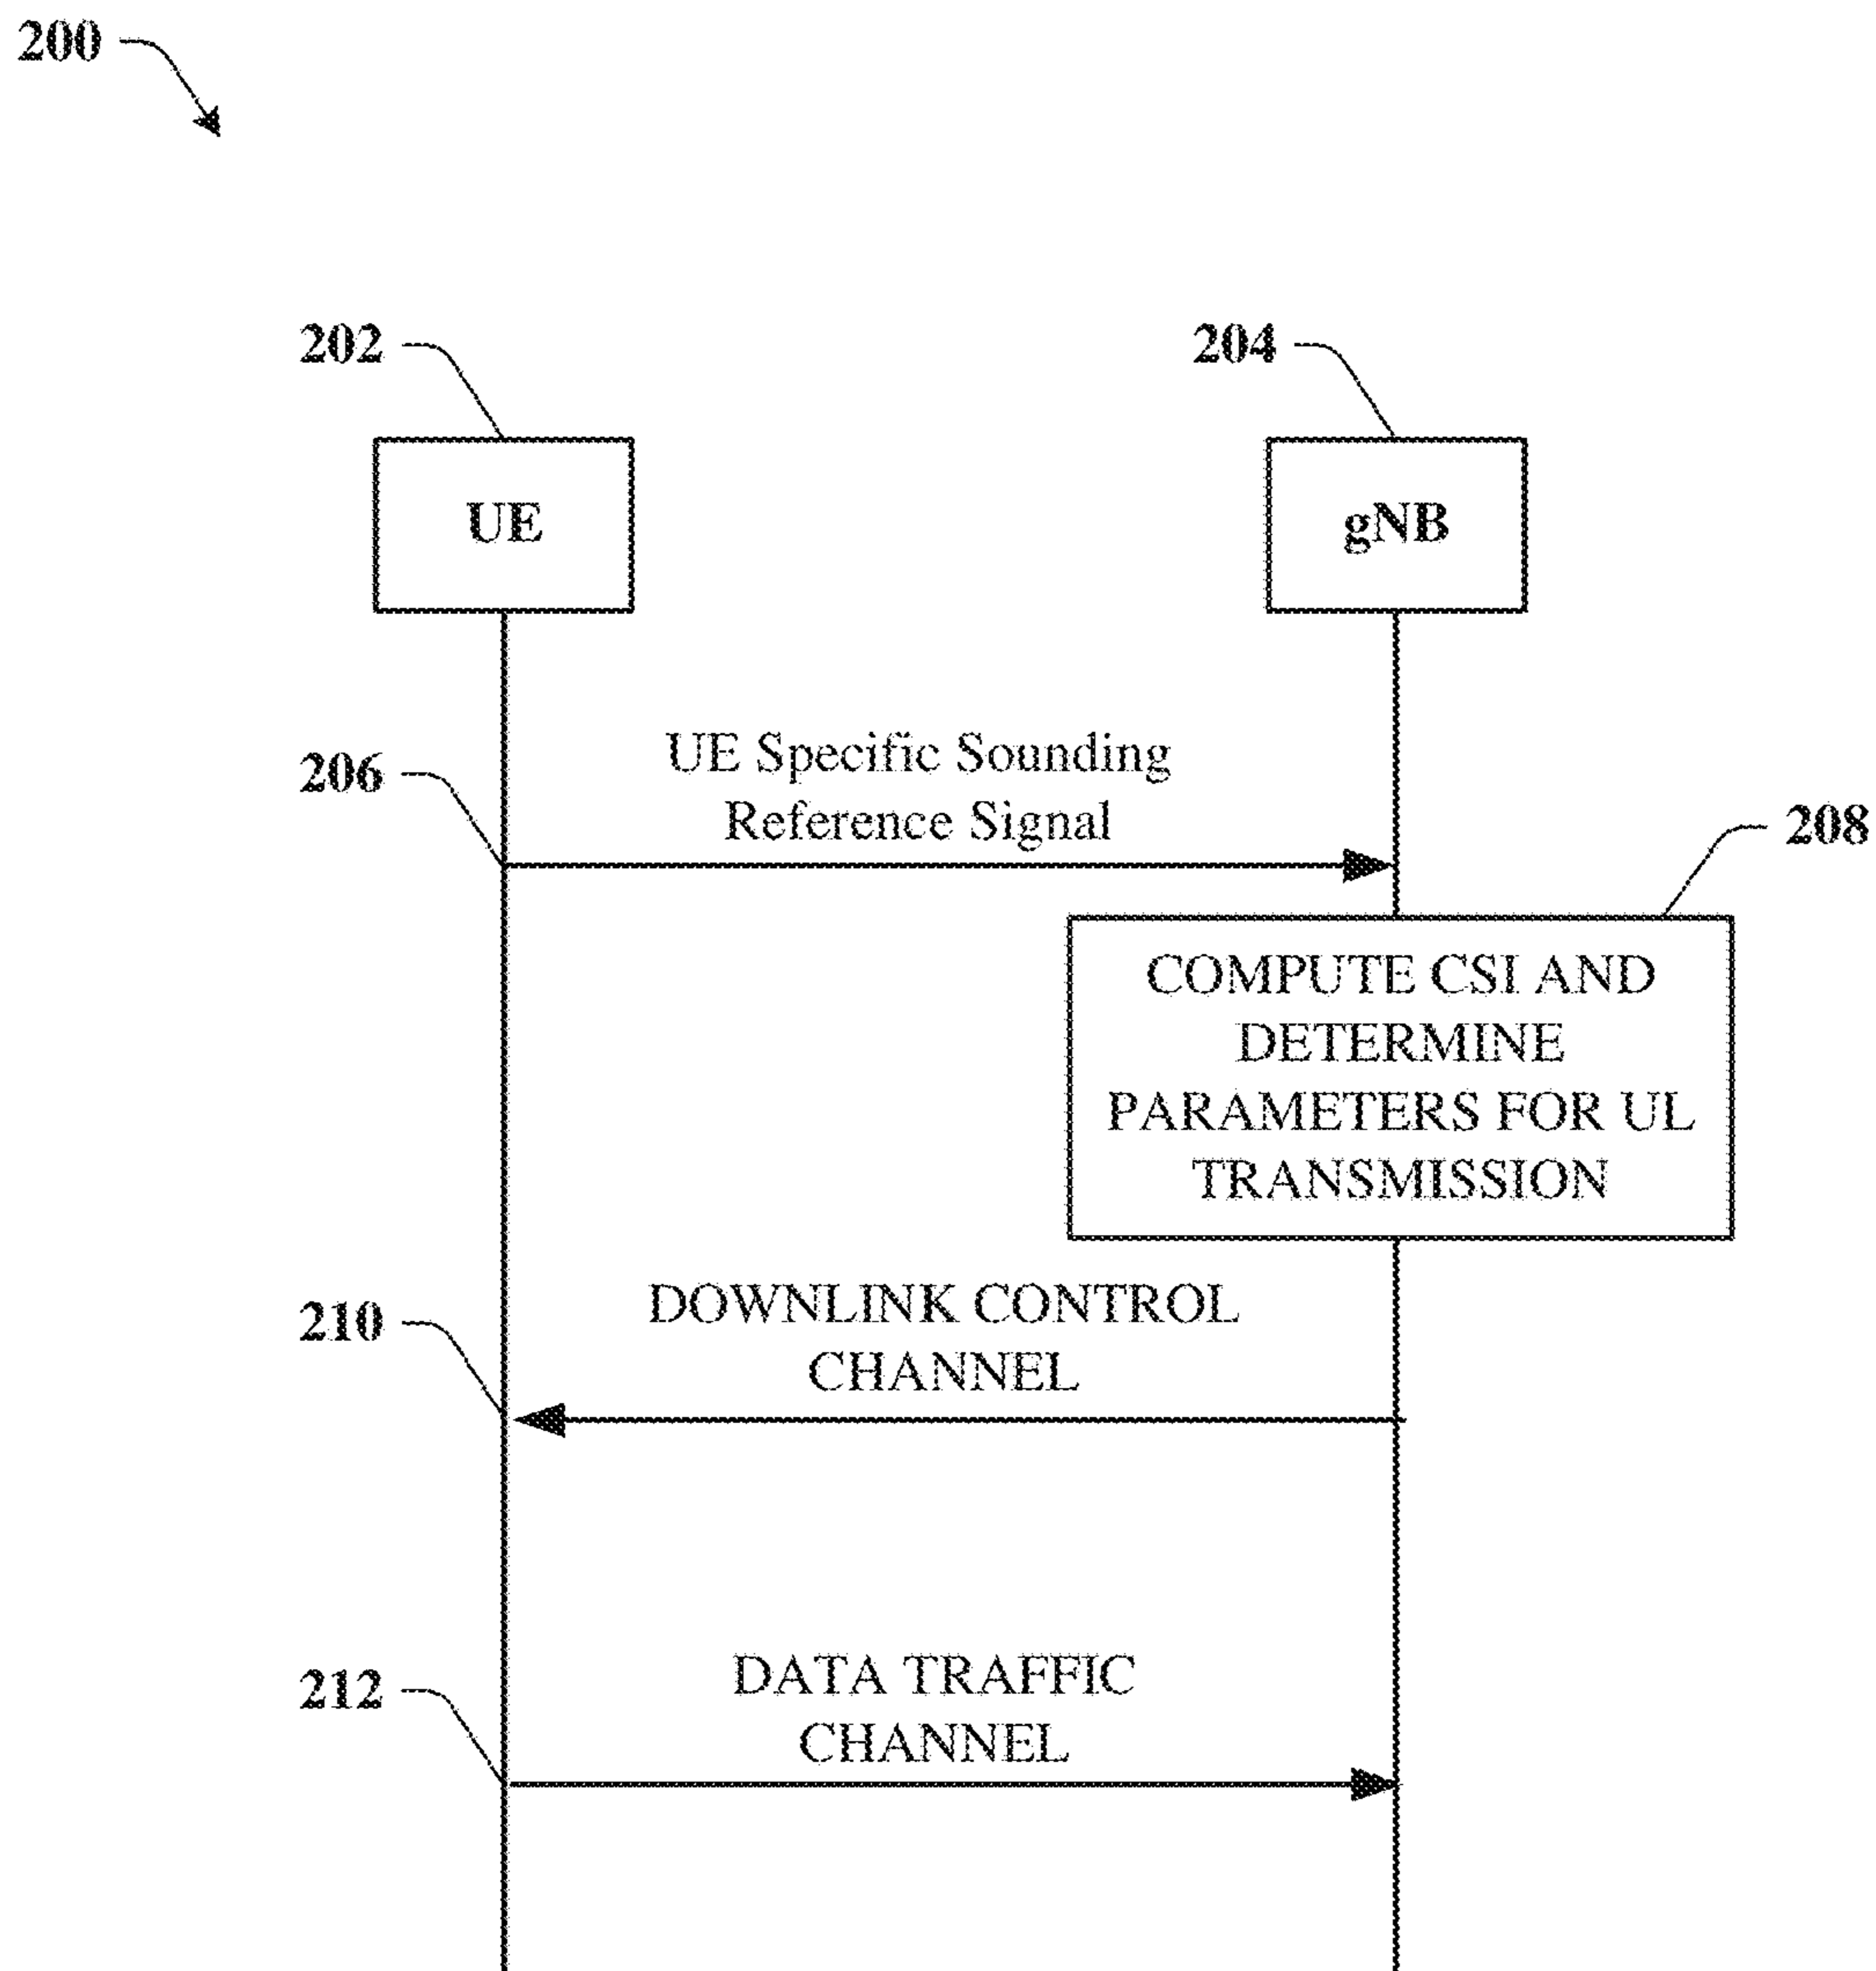 200
202
204
UE
gNB
206
UE Specific Sounding
Reference Signal
208
COMPUTE CSI AND
DETERMINE
PARAMETERS FOR UL
TRANSMISSION
210
DOWNLINK CONTROL
CHANNEL
212
DATA TRAFFIC
CHANNEL